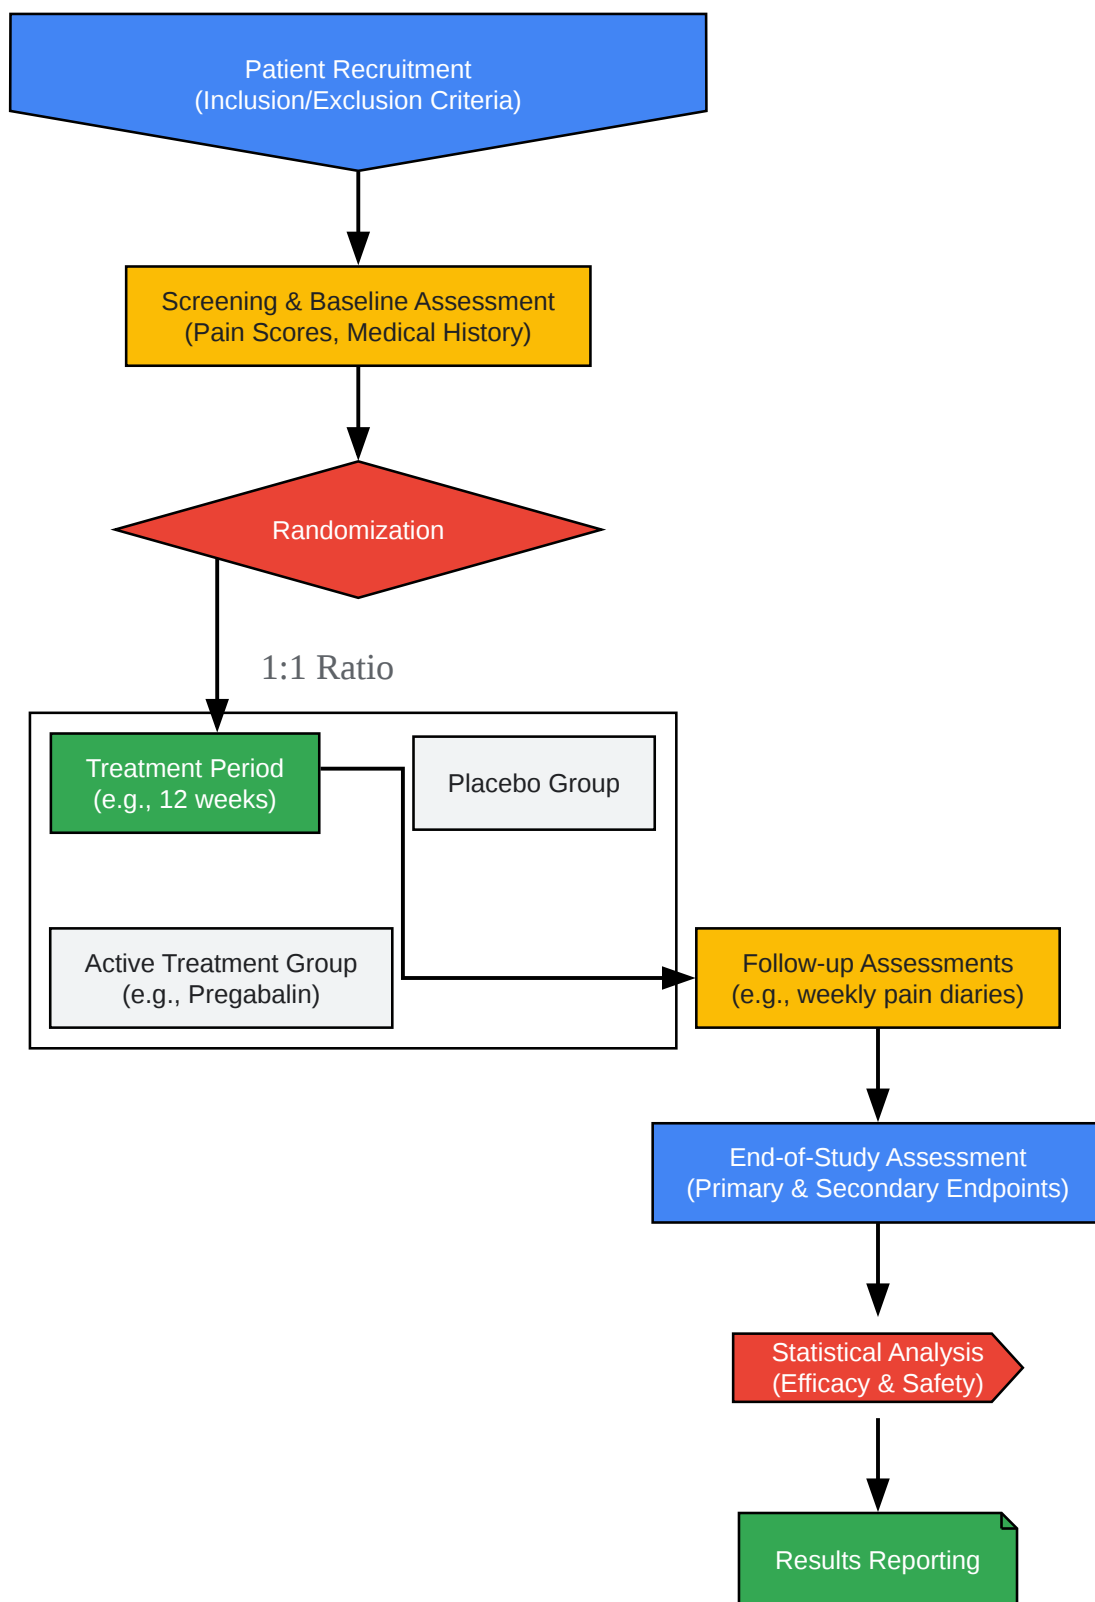 Patient Recruitment
(Inclusion/Exclusion Criteria)
Screening & Baseline Assessment
(Pain Scores, Medical History)
Randomization
1:1 Ratio
Treatment Period
(e.g., 12 weeks)
Placebo Group
Active Treatment Group
(e.g., Pregabalin)
Follow-up Assessments
(e.g., weekly pain diaries)
End-of-Study Assessment
(Primary & Secondary Endpoints)
Statistical Analysis
(Efficacy & Safety)
Results Reporting